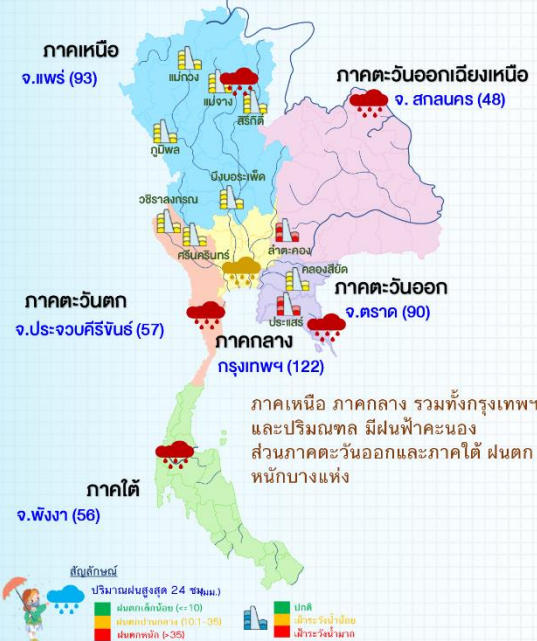 ภาคเหนือ
จ.แพร่ (93)
แม่กวง
แม่จาง
สิริกิติ์
ภาคตะวันออกเฉียงเหนือ
จ. สกลนคร (48)
ภูมิพล
บึงบอระเพ็ด
วชิราลงกรณ
ศรีนครินทร์
ลำตะคอง
คลองสียัด
ประแสร์
ภาคตะวันออก
จ.ตราด (90)
ภาคตะวันตก
จ.ประจวบคีรีขันธ์ (57)
ภาคกลาง
กรุงเทพฯ (122)
ภาคเหนือ ภาคกลาง รวมทั้งกรุงเทพฯ
และปริมณฑล มีฝนฟ้าคะนอง
ส่วนภาคตะวันออกและภาคใต้ ฝนตก
หนักบางแห่ง
ภาคใต้
จ.พังงา (56)
สัญลักษณ์
ปริมาณฝนสูงสุด 24 ชม.(มม.)
ฝนตกเล็กน้อย (<=10)
ฝนตกปานกลาง (10.1-35)
ฝนตกหนัก (>35)
ปกติ
เฝ้าระวังน้ำน้อย
เฝ้าระวังน้ำมาก